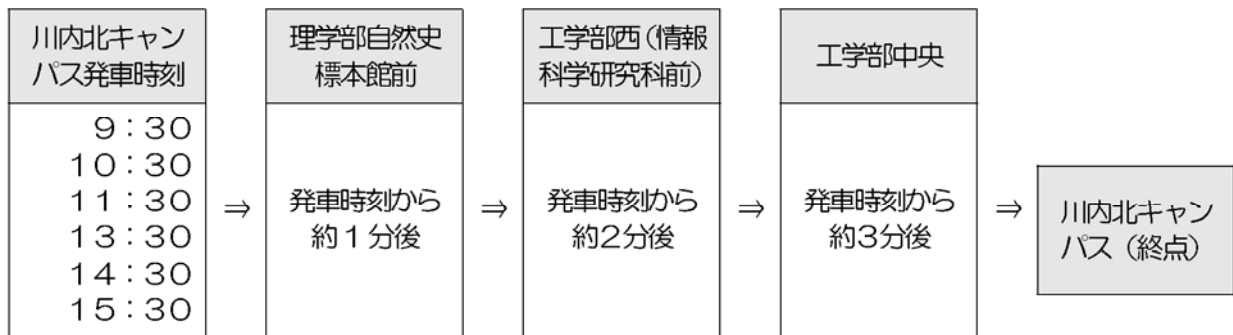 川内北キャン
パス発車時刻
9：30
10：30
11：30
13：30
14：30
15：30
⇒
理学部自然史
標本館前
発車時刻から
約1分後
⇒
工学部西（情報
科学研究科前）
発車時刻から
約2分後
⇒
工学部中央
発車時刻から
約3分後
⇒
川内北キャン
パス（終点）